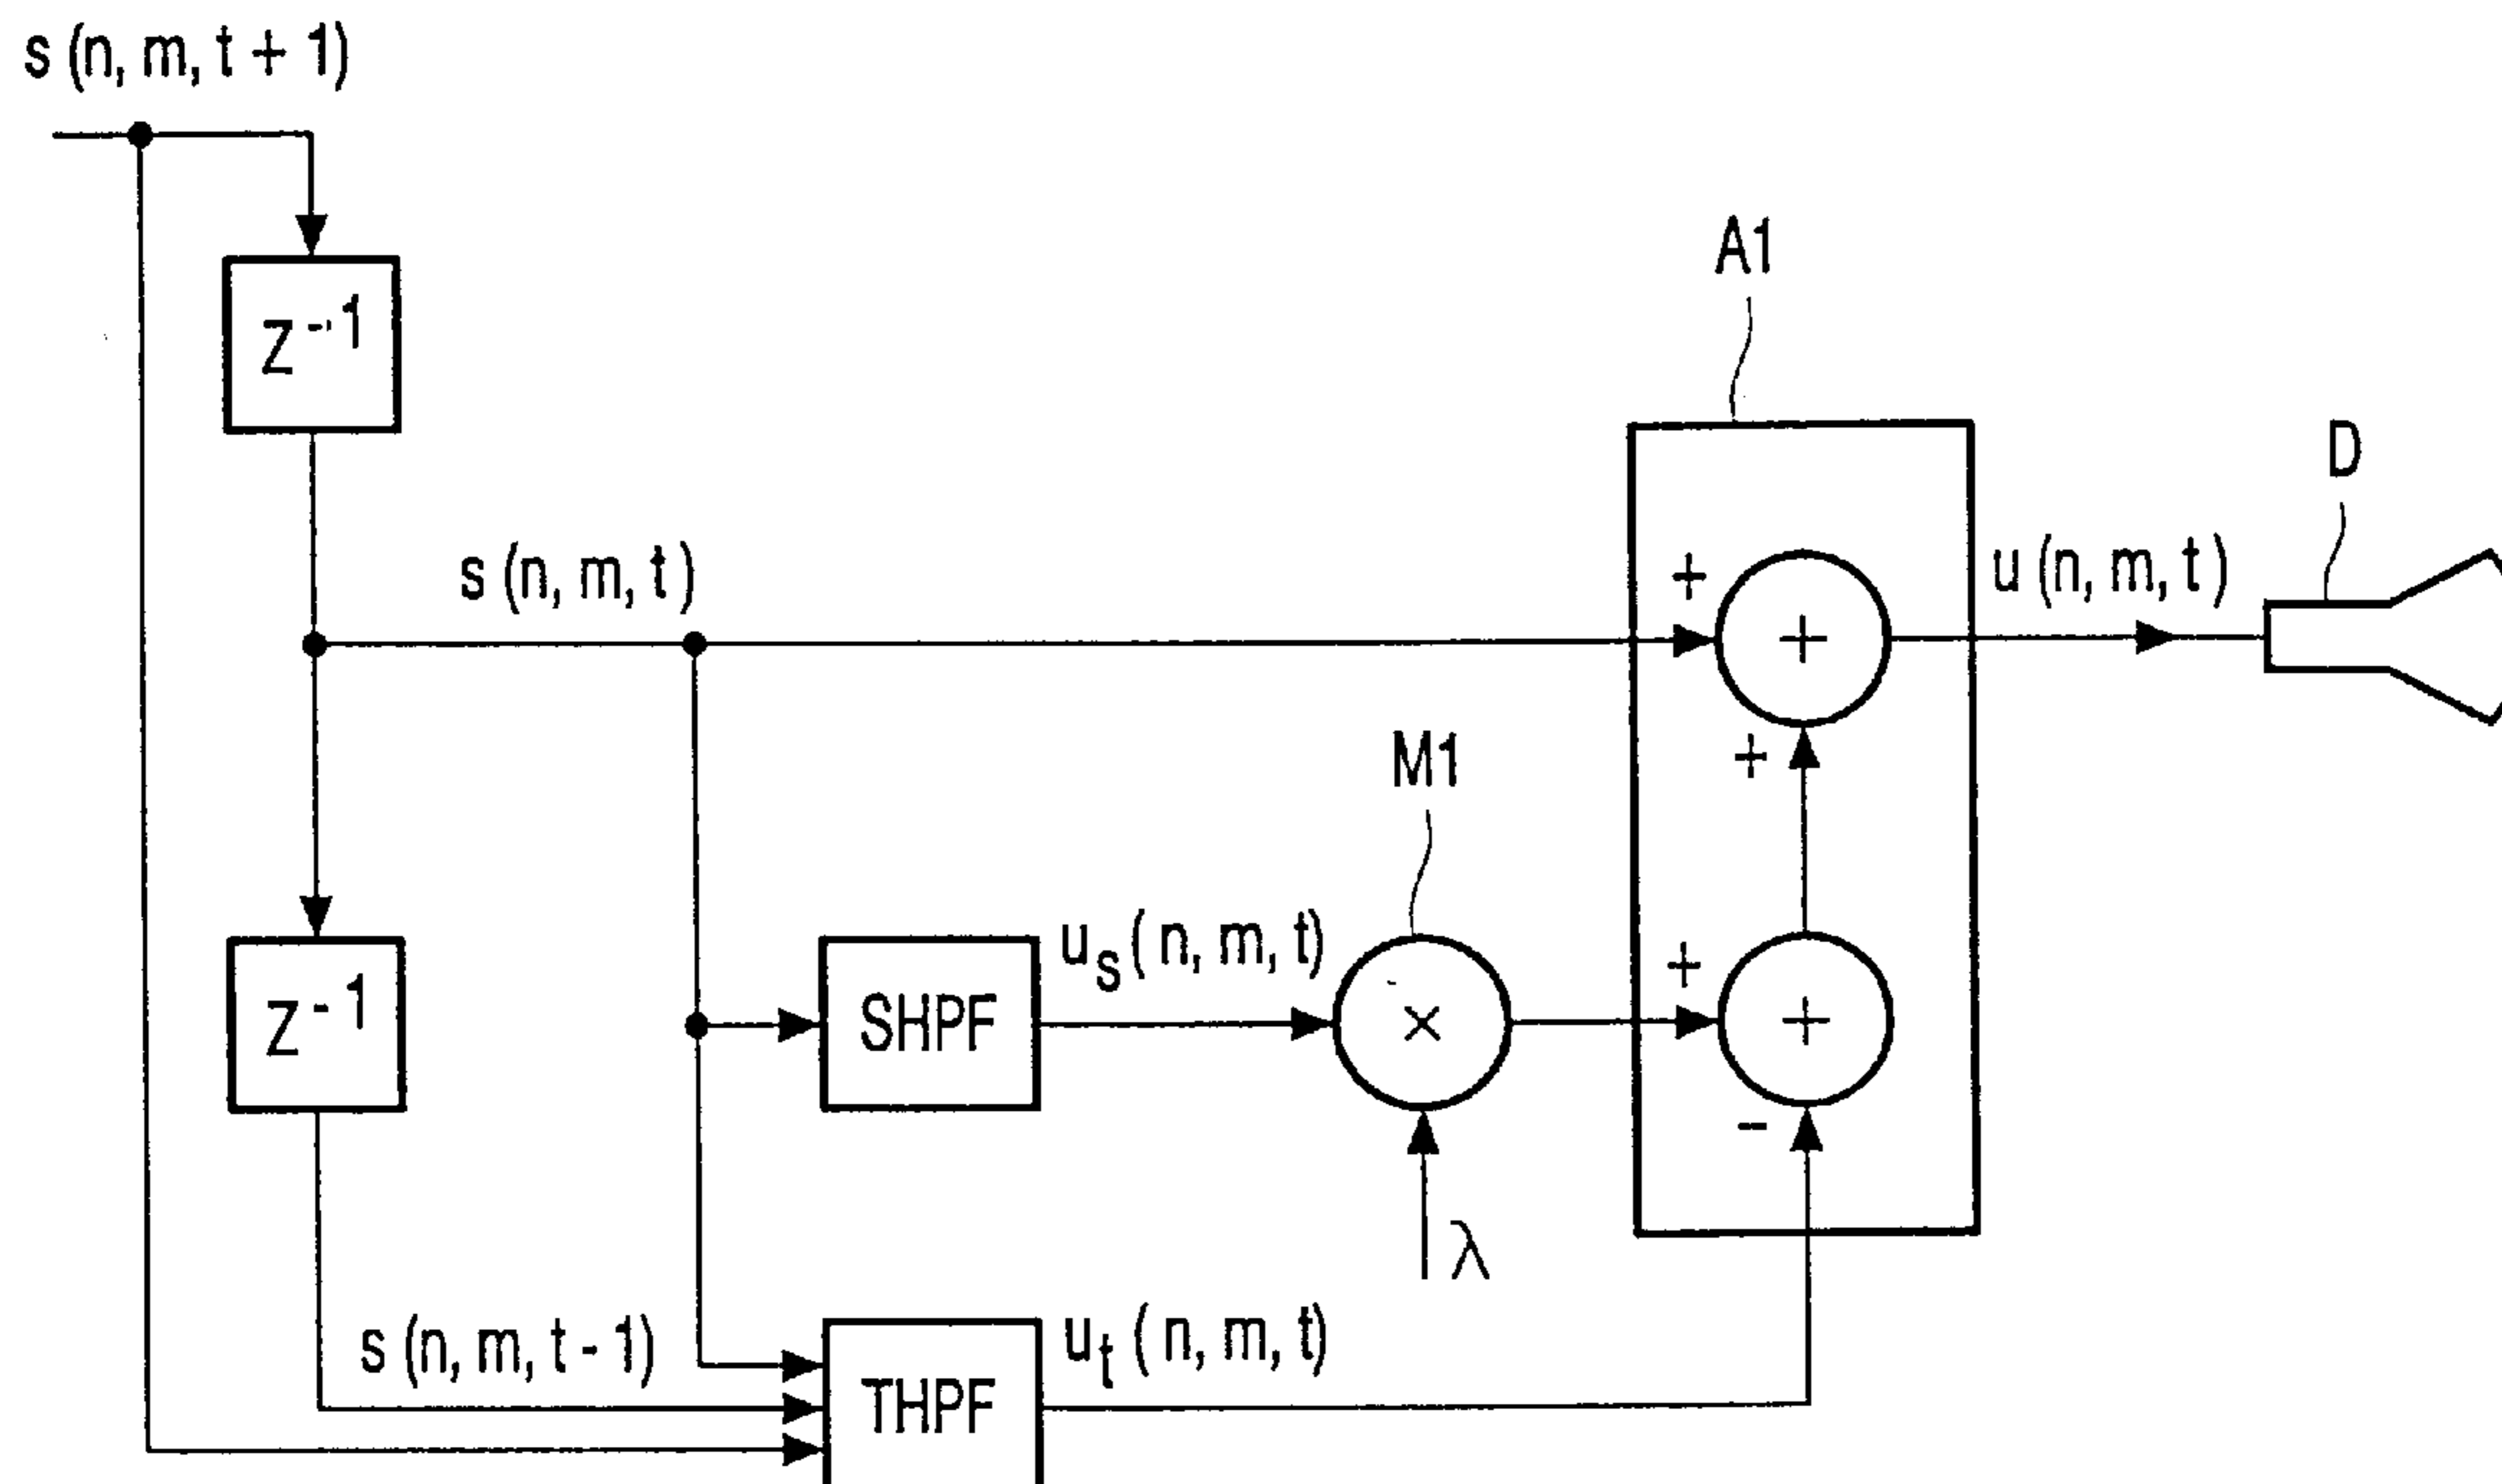 s (n, m, t + 1)
z⁻¹
A1
D
s (n, m, t)
+
+
u (n, m, t)
+
M1
z⁻¹
uₛ (n, m, t)
+
SHPF
×
+
-
λ
s (n, m, t - 1)
uₜ (n, m, t)
THPF